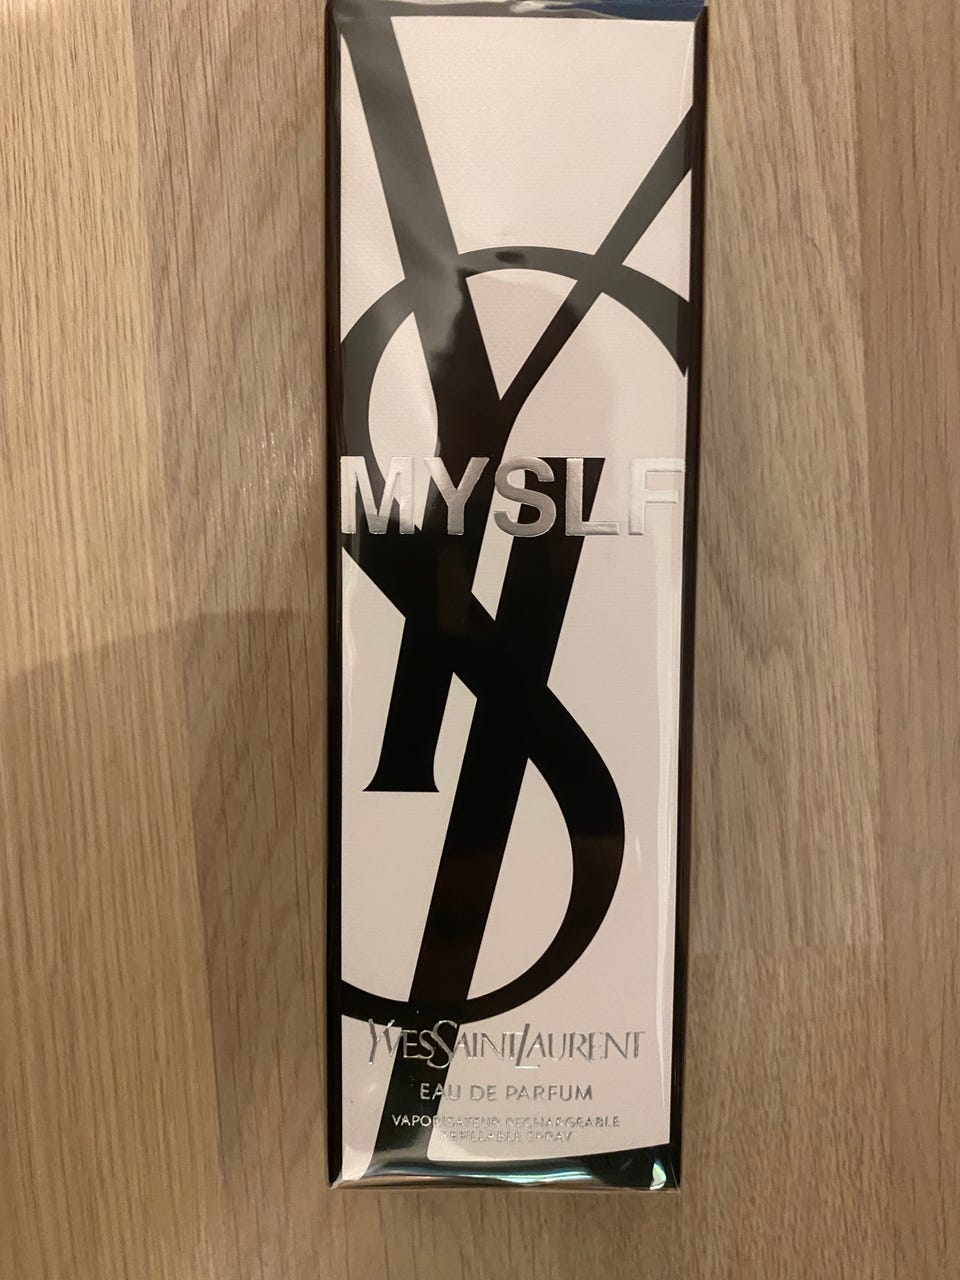 MYSLF
YVESSAINTLAURENT
EAU DE PARFUM
VAPORISATEUR RECHARGEABLE
REFILLABLE SPRAY